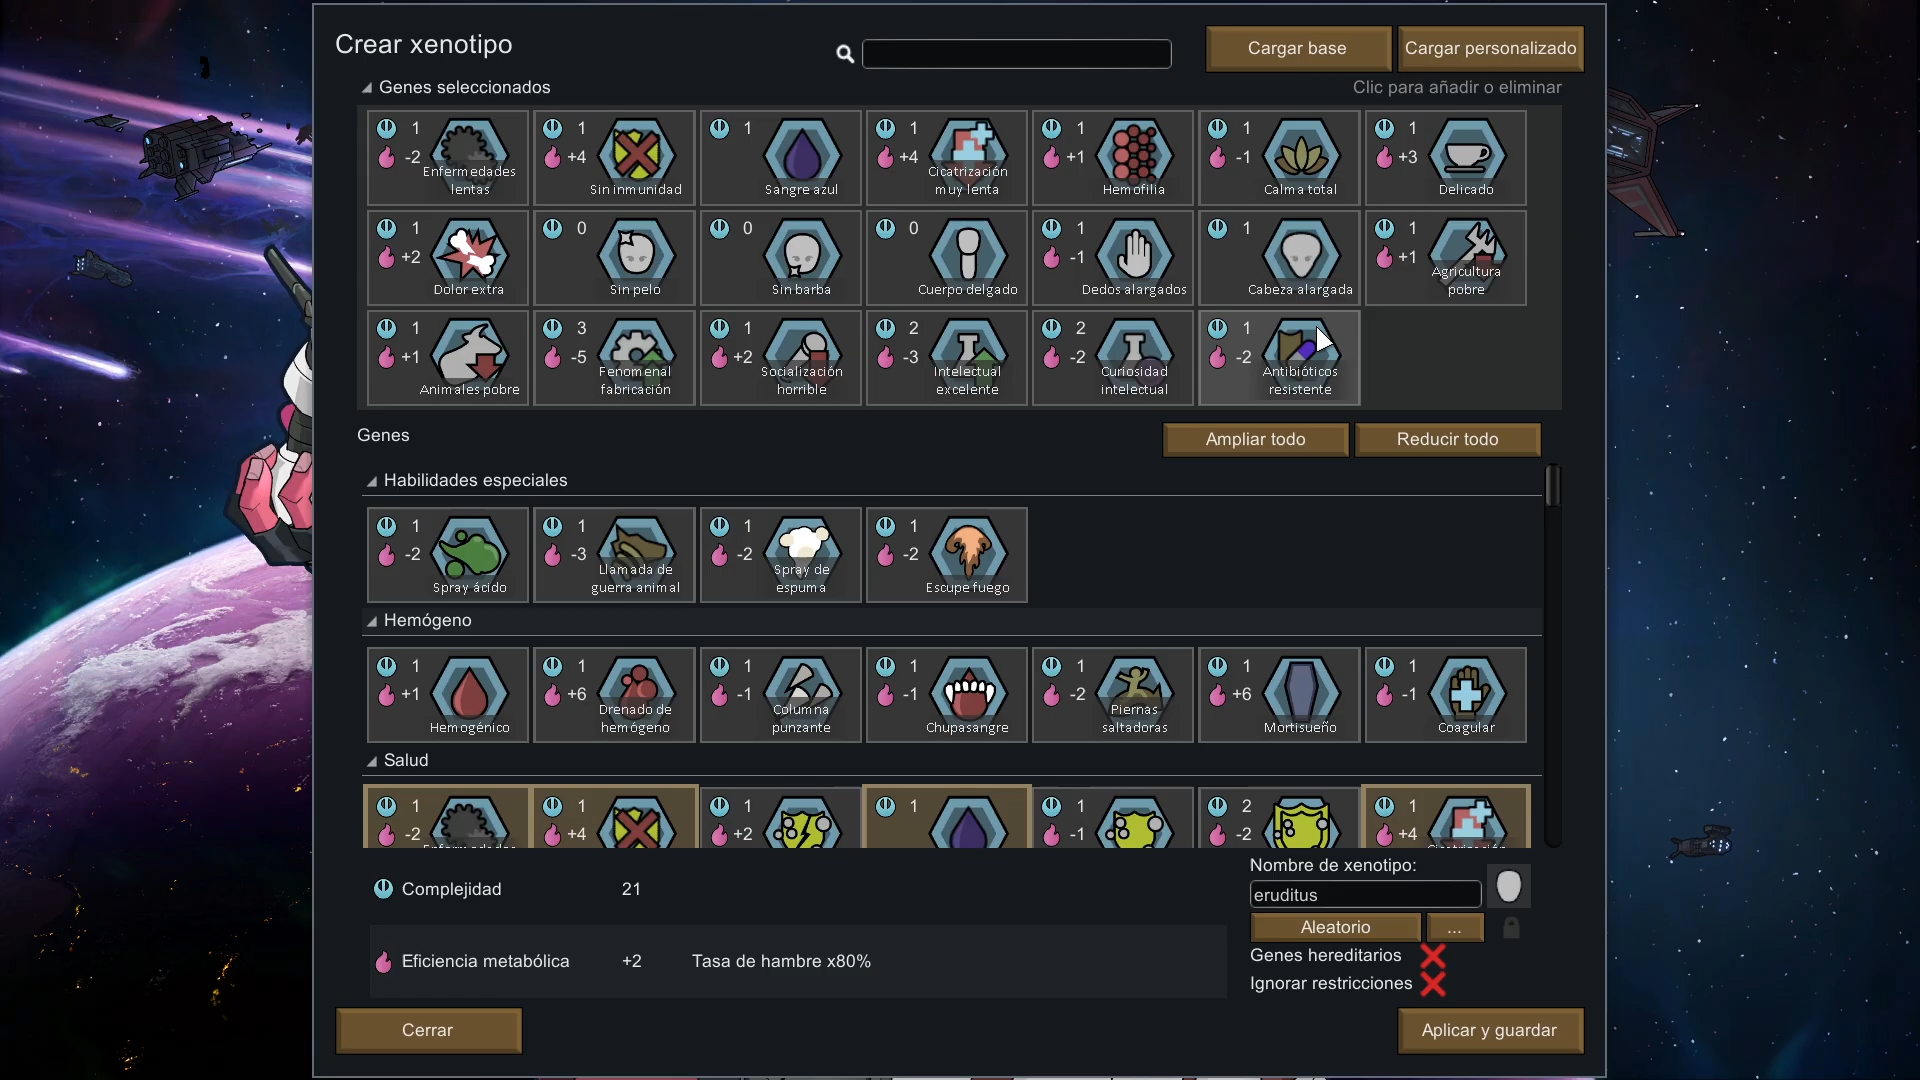 Crear xenotipo
Cargar base
Cargar personalizado
Genes seleccionados
Clic para añadir o eliminar
1
-2
Enfermedades
lentas
1
+4
Sin inmunidad
1
Sangre azul
1
+4
Cicatrización
muy lenta
1
+1
Hemofilia
1
-1
Calma total
1
+3
Delicado
1
+2
Dolor extra
0
Sin pelo
0
Sin barba
0
Cuerpo delgado
1
-1
Dedos alargados
1
Cabeza alargada
1
+1
Agricultura
pobre
1
+1
Animales pobre
3
-5
Fenomenal
fabricación
1
+2
Socialización
horrible
2
-3
Intelectual
excelente
2
-2
Curiosidad
intelectual
1
-2
Antibióticos
resistente
Genes
Ampliar todo
Reducir todo
Habilidades especiales
1
-2
Spray ácido
1
-3
Llamada de
guerra animal
1
-2
Spray de
espuma
1
-2
Escupe fuego
Hemógeno
1
+1
Hemogénico
1
+6
Drenado de
hemógeno
1
-1
Columna
punzante
1
-1
Chupasangre
1
-2
Piernas
saltadoras
1
+6
Mortisueño
1
-1
Coagular
Salud
1
-2
1
+4
1
+2
1
1
-1
2
-2
1
+4
Complejidad 21
Eficiencia metabólica +2 Tasa de hambre x80%
Nombre de xenotipo:
eruditus
Aleatorio
...
Genes hereditarios
Ignorar restricciones
Cerrar
Aplicar y guardar